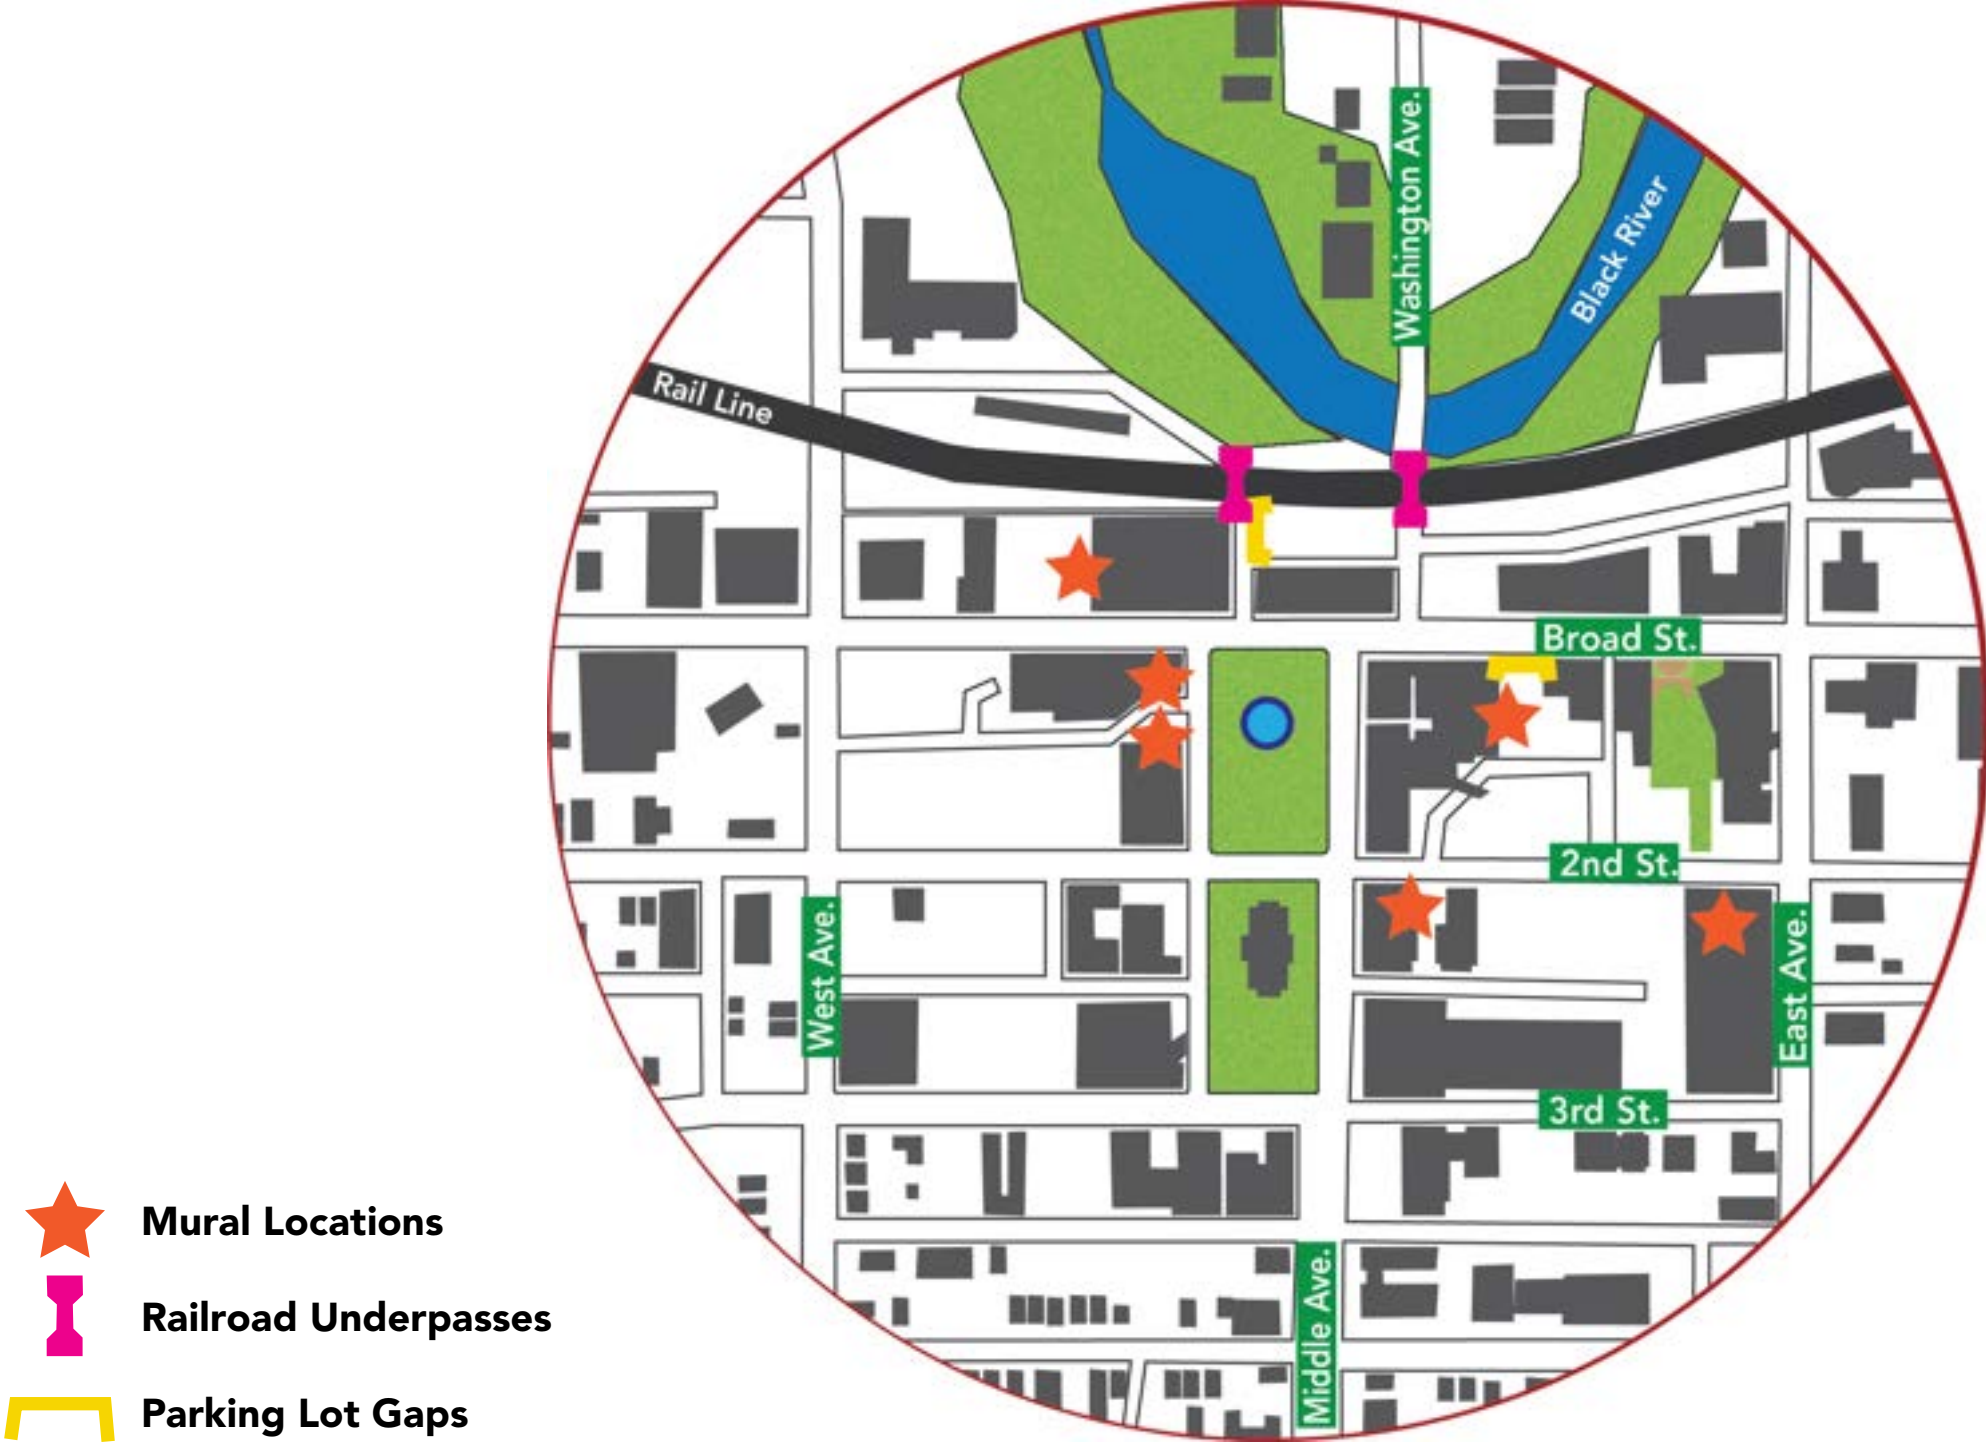 Washington Ave.
Black River
Rail Line
Broad St.
2nd St.
West Ave.
East Ave.
3rd St.
Middle Ave.
Mural Locations
Railroad Underpasses
Parking Lot Gaps